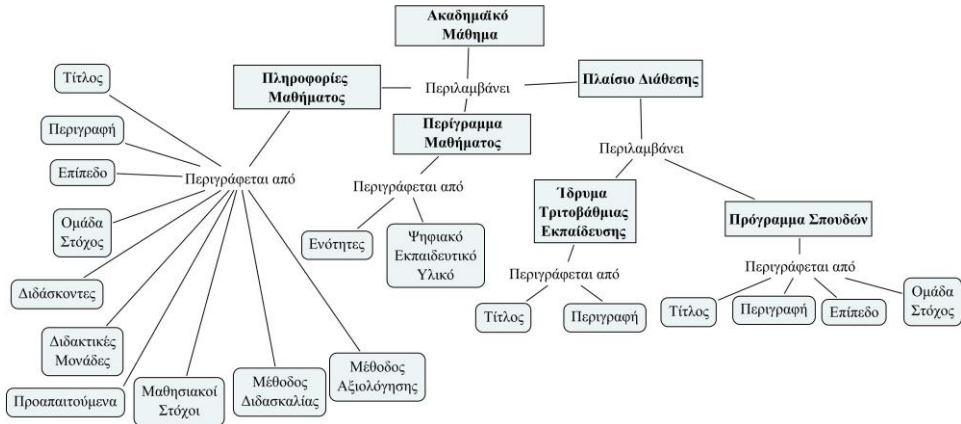 Ακαδημαϊκό
Μάθημα
Πληροφορίες
Μαθήματος
Περιλαμβάνει
Πλαίσιο Διάθεσης
Τίτλος
Περιγραφή
Επίπεδο
Περιγράφεται από
Ομάδα
Στόχος
Διδάσκοντες
Διδακτικές
Μονάδες
Προαπαιτούμενα
Μαθησιακοί
Στόχοι
Μέθοδος
Διδασκαλίας
Μέθοδος
Αξιολόγησης
Περίγραμμα
Μαθήματος
Περιγράφεται από
Ενότητες
Ψηφιακό
Εκπαιδευτικό
Υλικό
Περιλαμβάνει
Ίδρυμα
Τριτοβάθμιας
Εκπαίδευσης
Περιγράφεται από
Τίτλος
Περιγραφή
Πρόγραμμα Σπουδών
Περιγράφεται από
Τίτλος
Περιγραφή
Επίπεδο
Ομάδα
Στόχος